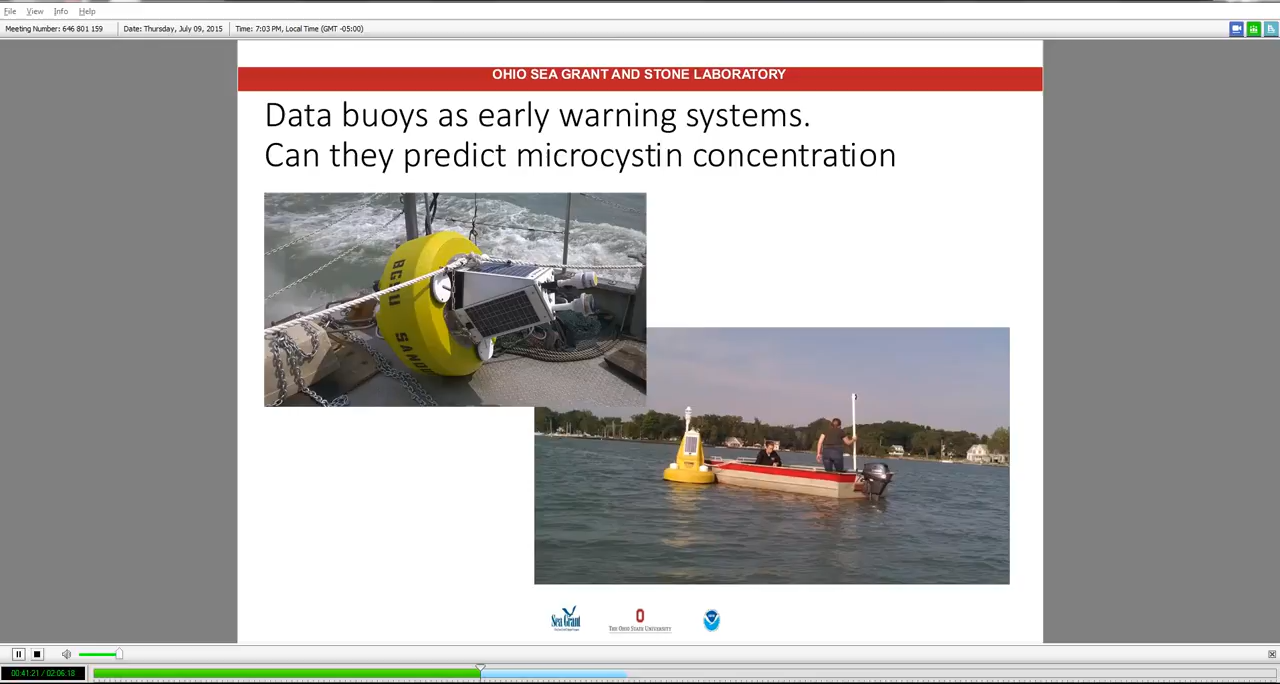 File View Info Help
Meeting Number: 646 801 159 Date: Thursday, July 09, 2015 Time: 7:03 PM, Local Time (GMT -05:00)
OHIO SEA GRANT AND STONE LABORATORY
Data buoys as early warning systems.
Can they predict microcystin concentration
BGSU
SANDU
Sea Grant
THE OHIO STATE UNIVERSITY
00:41:21 / 02:06:18